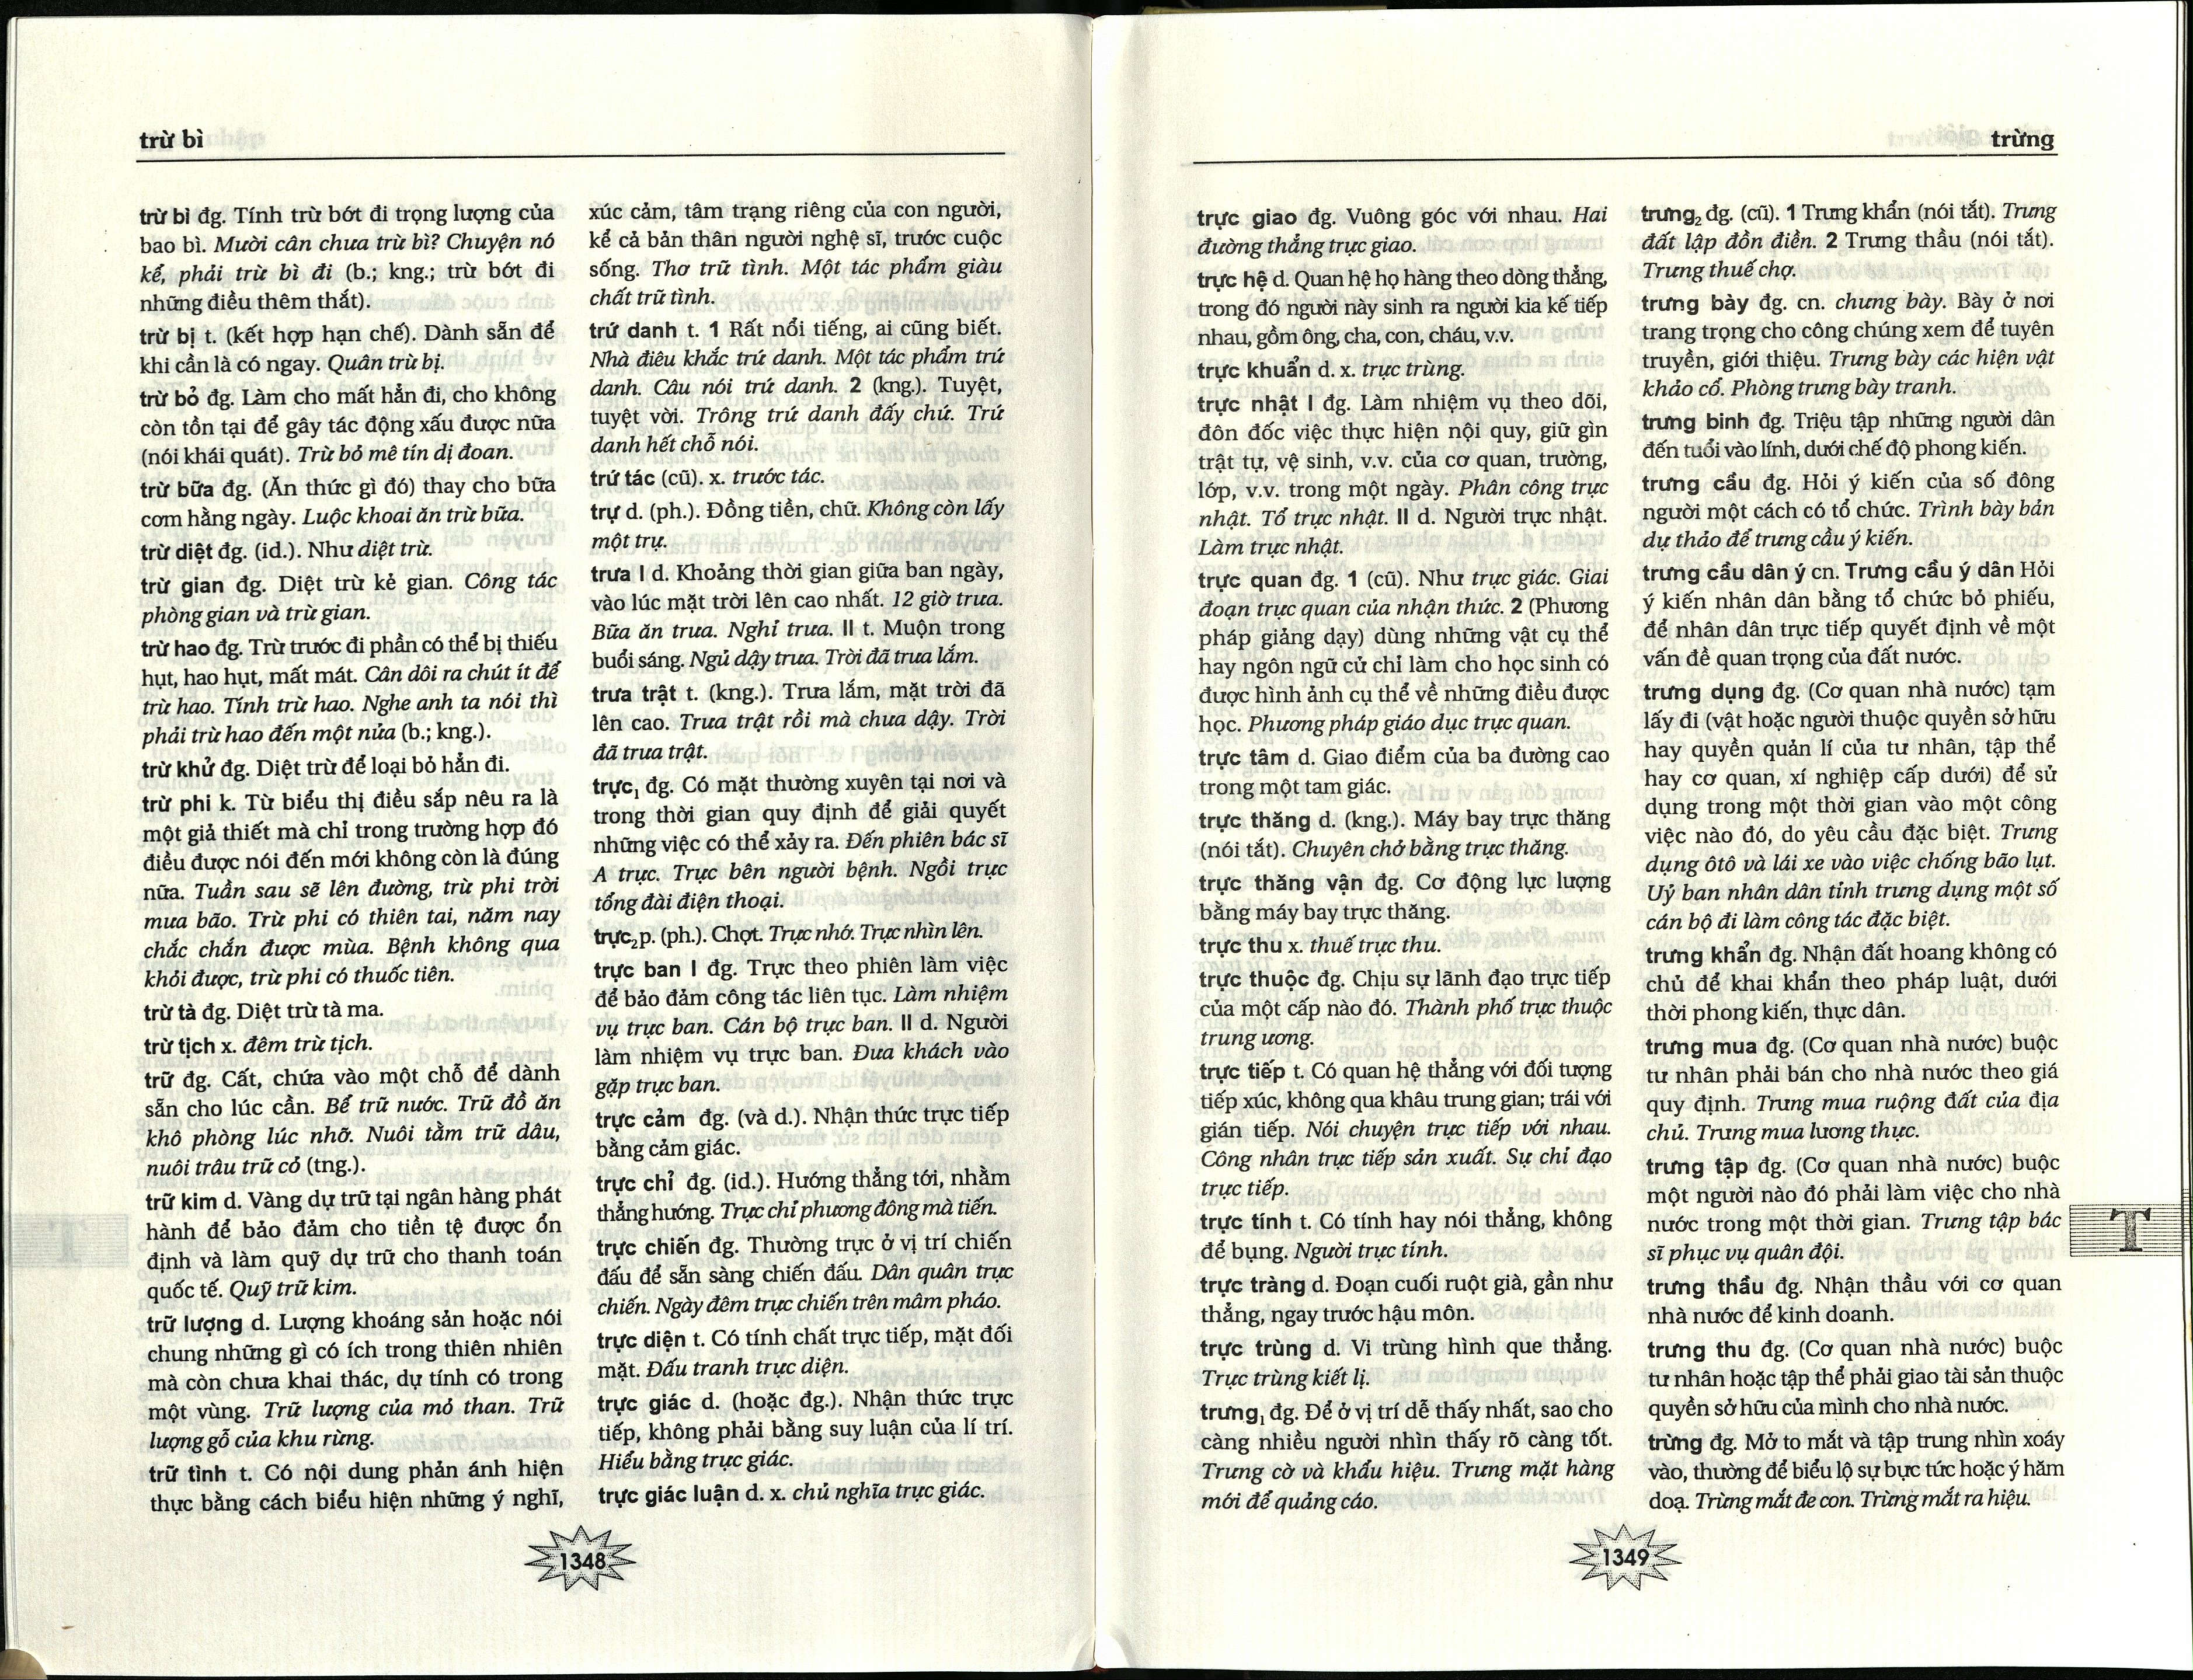 trừ bì
trừ bì đg. Tính trừ bớt đi trọng lượng của
bao bì. Mười cân chưa trừ bì? Chuyện nó
kể, phải trừ bì đi (b.; kng.; trừ bớt đi
những điều thêm thắt).
trừ bị t. (kết hợp hạn chế). Dành sẵn để
khi cần là có ngay. Quân trừ bị.
trừ bỏ đg. Làm cho mất hẳn đi, cho không
còn tồn tại để gây tác động xấu được nữa
(nói khái quát). Trừ bỏ mê tín dị đoan.
trừ bữa đg. (Ăn thức gì đó) thay cho bữa
cơm hằng ngày. Luộc khoai ăn trừ bữa.
trừ diệt đg. (id.). Như diệt trừ.
trừ gian đg. Diệt trừ kẻ gian. Công tác
phòng gian và trừ gian.
trừ hao đg. Trừ trước đi phần có thể bị thiếu
hụt, hao hụt, mất mát. Cân dôi ra chút ít để
trừ hao. Tính trừ hao. Nghe anh ta nói thì
phải trừ hao đến một nửa (b.; kng.).
trừ khử đg. Diệt trừ để loại bỏ hẳn đi.
trừ phi k. Từ biểu thị điều sắp nêu ra là
một giả thiết mà chỉ trong trường hợp đó
điều được nói đến mới không còn là đúng
nữa. Tuần sau sẽ lên đường, trừ phi trời
mưa bão. Trừ phi có thiên tai, năm nay
chắc chắn được mùa. Bệnh không qua
khỏi được, trừ phi có thuốc tiên.
trừ tà đg. Diệt trừ tà ma.
trừ tịch x. đêm trừ tịch.
trữ đg. Cất, chứa vào một chỗ để dành
sẵn cho lúc cần. Bể trữ nước. Trữ đồ ăn
khô phòng lúc nhỡ. Nuôi tằm trữ dâu,
nuôi trâu trữ cỏ (tng.).
trữ kim d. Vàng dự trữ tại ngân hàng phát
hành để bảo đảm cho tiền tệ được ổn
định và làm quỹ dự trữ cho thanh toán
quốc tế. Quỹ trữ kim.
trữ lượng d. Lượng khoáng sản hoặc nói
chung những gì có ích trong thiên nhiên
mà còn chưa khai thác, dự tính có trong
một vùng. Trữ lượng của mỏ than. Trữ
lượng gỗ của khu rừng.
trữ tình t. Có nội dung phản ánh hiện
thực bằng cách biểu hiện những ý nghĩ,
xúc cảm, tâm trạng riêng của con người,
kể cả bản thân người nghệ sĩ, trước cuộc
sống. Thơ trữ tình. Một tác phẩm giàu
chất trữ tình.
trứ danh t. 1 Rất nổi tiếng, ai cũng biết.
Nhà điêu khắc trứ danh. Một tác phẩm trứ
danh. Câu nói trứ danh. 2 (kng.). Tuyệt,
tuyệt vời. Trông trứ danh đấy chứ. Trứ
danh hết chỗ nói.
trứ tác (cũ). x. trước tác.
trự d. (ph.). Đồng tiền, chữ. Không còn lấy
một trự.
trưa I d. Khoảng thời gian giữa ban ngày,
vào lúc mặt trời lên cao nhất. 12 giờ trưa.
Bữa ăn trưa. Nghỉ trưa. II t. Muộn trong
buổi sáng. Ngủ dậy trưa. Trời đã trưa lắm.
trưa trật t. (kng.). Trưa lắm, mặt trời đã
lên cao. Trưa trật rồi mà chưa dậy. Trời
đã trưa trật.
trực₁ đg. Có mặt thường xuyên tại nơi và
trong thời gian quy định để giải quyết
những việc có thể xảy ra. Đến phiên bác sĩ
A trực. Trực bên người bệnh. Ngồi trực
tổng đài điện thoại.
trực₂ p. (ph.). Chợt. Trực nhớ. Trực nhìn lên.
trực ban I đg. Trực theo phiên làm việc
để bảo đảm công tác liên tục. Làm nhiệm
vụ trực ban. Cán bộ trực ban. II d. Người
làm nhiệm vụ trực ban. Đưa khách vào
gặp trực ban.
trực cảm đg. (và d.). Nhận thức trực tiếp
bằng cảm giác.
trực chỉ đg. (id.). Hướng thẳng tới, nhằm
thẳng hướng. Trực chỉ phương đông mà tiến.
trực chiến đg. Thường trực ở vị trí chiến
đấu để sẵn sàng chiến đấu. Dân quân trực
chiến. Ngày đêm trực chiến trên mâm pháo.
trực diện t. Có tính chất trực tiếp, mặt đối
mặt. Đấu tranh trực diện.
trực giác d. (hoặc đg.). Nhận thức trực
tiếp, không phải bằng suy luận của lí trí.
Hiểu bằng trực giác.
trực giác luận d. x. chủ nghĩa trực giác.
1348
trừng
trực giao đg. Vuông góc với nhau. Hai
đường thẳng trực giao.
trực hệ d. Quan hệ họ hàng theo dòng thẳng,
trong đó người này sinh ra người kia kế tiếp
nhau, gồm ông, cha, con, cháu, v.v.
trực khuẩn d. x. trực trùng.
trực nhật I đg. Làm nhiệm vụ theo dõi,
đôn đốc việc thực hiện nội quy, giữ gìn
trật tự, vệ sinh, v.v. của cơ quan, trường,
lớp, v.v. trong một ngày. Phân công trực
nhật. Tổ trực nhật. II d. Người trực nhật.
Làm trực nhật.
trực quan đg. 1 (cũ). Như trực giác. Giai
đoạn trực quan của nhận thức. 2 (Phương
pháp giảng dạy) dùng những vật cụ thể
hay ngôn ngữ cử chỉ làm cho học sinh có
được hình ảnh cụ thể về những điều được
học. Phương pháp giáo dục trực quan.
trực tâm d. Giao điểm của ba đường cao
trong một tam giác.
trực thăng d. (kng.). Máy bay trực thăng
(nói tắt). Chuyên chở bằng trực thăng.
trực thăng vận đg. Cơ động lực lượng
bằng máy bay trực thăng.
trực thu x. thuế trực thu.
trực thuộc đg. Chịu sự lãnh đạo trực tiếp
của một cấp nào đó. Thành phố trực thuộc
trung ương.
trực tiếp t. Có quan hệ thẳng với đối tượng
tiếp xúc, không qua khâu trung gian; trái với
gián tiếp. Nói chuyện trực tiếp với nhau.
Công nhân trực tiếp sản xuất. Sự chỉ đạo
trực tiếp.
trực tính t. Có tính hay nói thẳng, không
để bụng. Người trực tính.
trực tràng d. Đoạn cuối ruột già, gần như
thẳng, ngay trước hậu môn.
trực trùng d. Vi trùng hình que thẳng.
Trực trùng kiết lị.
trưng₁ đg. Để ở vị trí dễ thấy nhất, sao cho
càng nhiều người nhìn thấy rõ càng tốt.
Trưng cờ và khẩu hiệu. Trưng mặt hàng
mới để quảng cáo.
trưng₂ đg. (cũ). 1 Trưng khẩn (nói tắt). Trưng
đất lập đồn điền. 2 Trưng thầu (nói tắt).
Trưng thuế chợ.
trưng bày đg. cn. chưng bày. Bày ở nơi
trang trọng cho công chúng xem để tuyên
truyền, giới thiệu. Trưng bày các hiện vật
khảo cổ. Phòng trưng bày tranh.
trưng binh đg. Triệu tập những người dân
đến tuổi vào lính, dưới chế độ phong kiến.
trưng cầu đg. Hỏi ý kiến của số đông
người một cách có tổ chức. Trình bày bản
dự thảo để trưng cầu ý kiến.
trưng cầu dân ý cn. Trưng cầu ý dân Hỏi
ý kiến nhân dân bằng tổ chức bỏ phiếu,
để nhân dân trực tiếp quyết định về một
vấn đề quan trọng của đất nước.
trưng dụng đg. (Cơ quan nhà nước) tạm
lấy đi (vật hoặc người thuộc quyền sở hữu
hay quyền quản lí của tư nhân, tập thể
hay cơ quan, xí nghiệp cấp dưới) để sử
dụng trong một thời gian vào một công
việc nào đó, do yêu cầu đặc biệt. Trưng
dụng ôtô và lái xe vào việc chống bão lụt.
Uỷ ban nhân dân tỉnh trưng dụng một số
cán bộ đi làm công tác đặc biệt.
trưng khẩn đg. Nhận đất hoang không có
chủ để khai khẩn theo pháp luật, dưới
thời phong kiến, thực dân.
trưng mua đg. (Cơ quan nhà nước) buộc
tư nhân phải bán cho nhà nước theo giá
quy định. Trưng mua ruộng đất của địa
chủ. Trưng mua lương thực.
trưng tập đg. (Cơ quan nhà nước) buộc
một người nào đó phải làm việc cho nhà
nước trong một thời gian. Trưng tập bác
sĩ phục vụ quân đội.
trưng thầu đg. Nhận thầu với cơ quan
nhà nước để kinh doanh.
trưng thu đg. (Cơ quan nhà nước) buộc
tư nhân hoặc tập thể phải giao tài sản thuộc
quyền sở hữu của mình cho nhà nước.
trừng đg. Mở to mắt và tập trung nhìn xoáy
vào, thường để biểu lộ sự bực tức hoặc ý hăm
doạ. Trừng mắt đe con. Trừng mắt ra hiệu.
T
1349